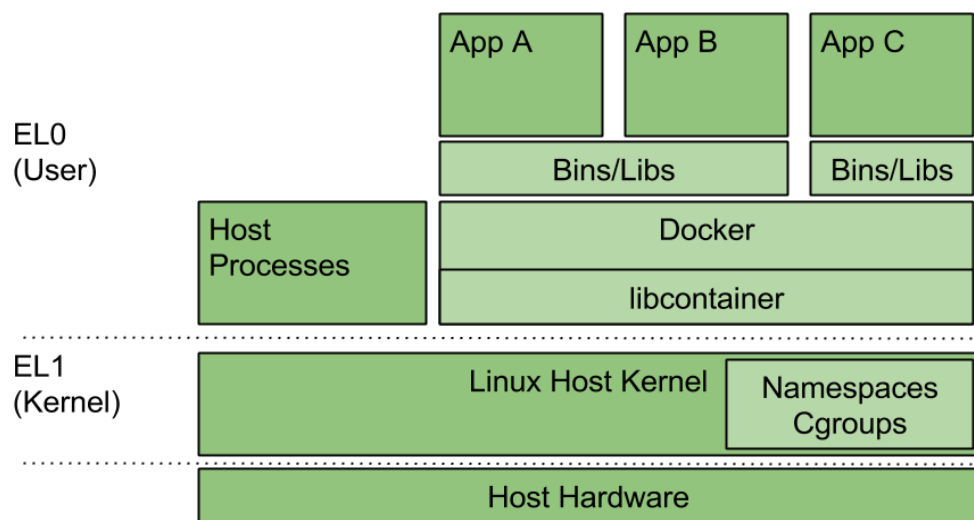 App A
App B
App C
EL0
(User)
Bins/Libs
Bins/Libs
Host
Processes
Docker
libcontainer
EL1
(Kernel)
Linux Host Kernel
Namespaces
Cgroups
Host Hardware